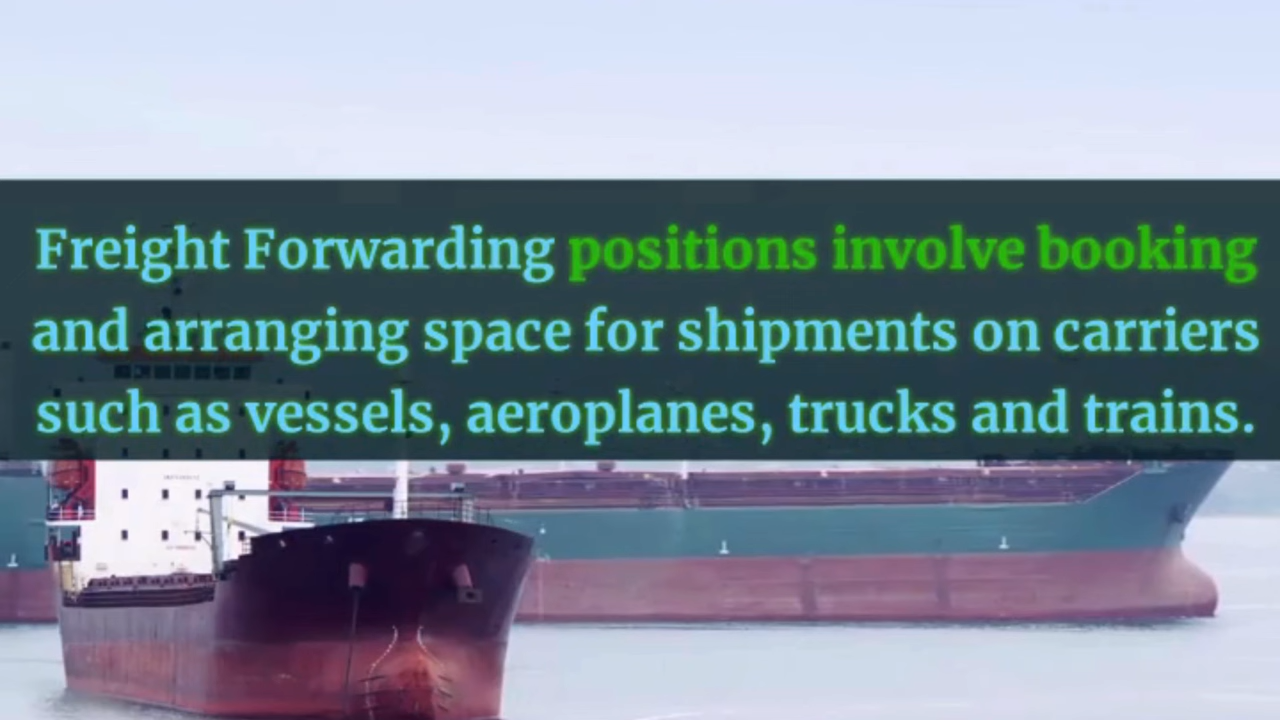 Freight Forwarding positions involve booking
and arranging space for shipments on carriers
such as vessels, aeroplanes, trucks and trains.